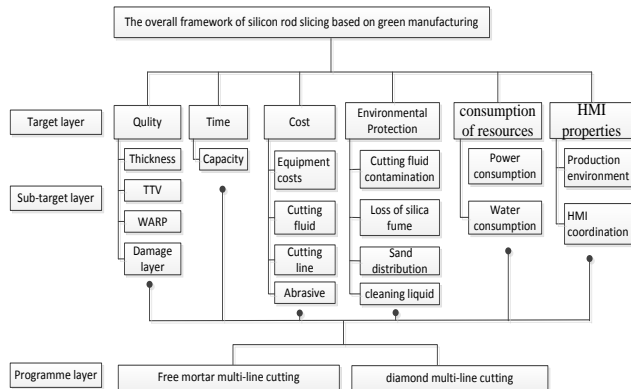 The overall framework of silicon rod slicing based on green manufacturing
Target layer
Qulity
Time
Cost
Environmental
Protection
consumption
of resources
HMI
properties
Sub-target layer
Thickness
TTV
WARP
Damage
layer
Capacity
Equipment
costs
Cutting
fluid
Cutting
line
Abrasive
Cutting fluid
contamination
Loss of silica
fume
Sand
distribution
cleaning liquid
Power
consumption
Water
consumption
Production
environment
HMI
coordination
Programme layer
Free mortar multi-line cutting
diamond multi-line cutting